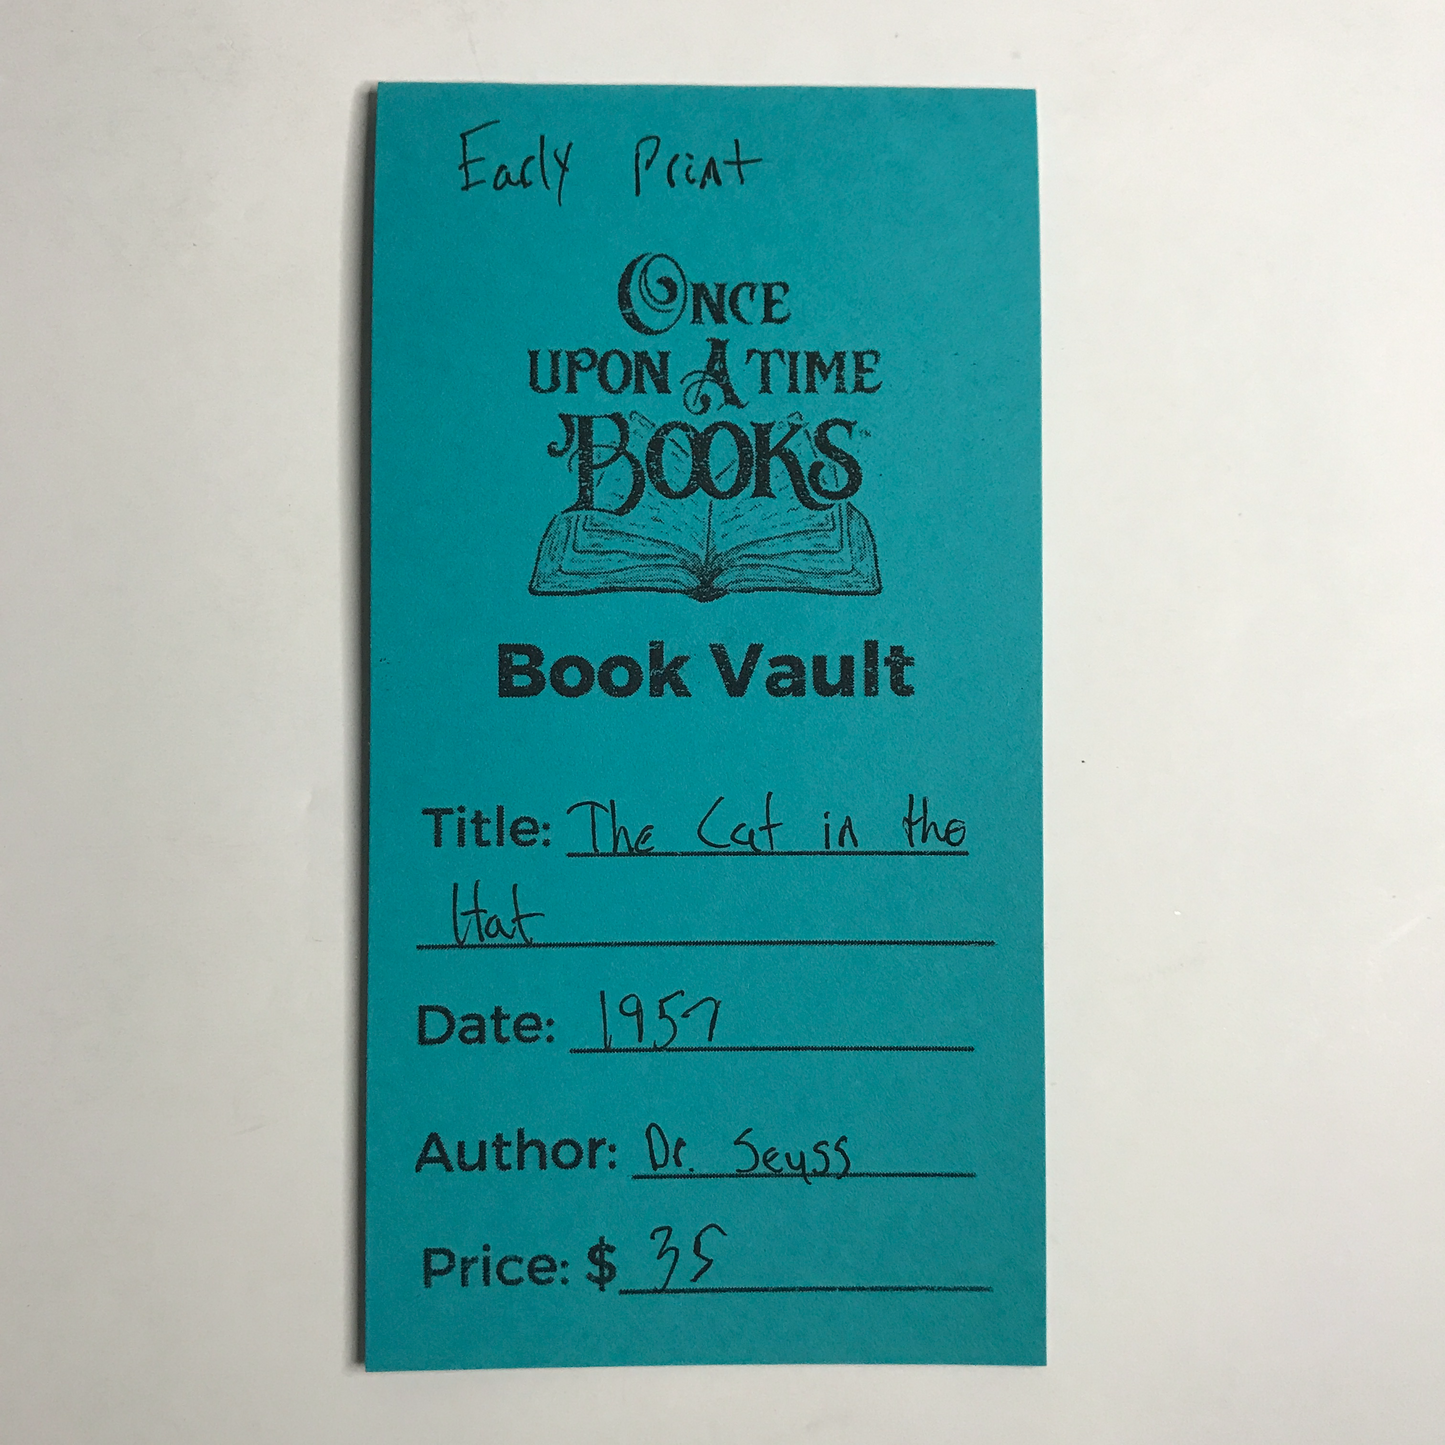 Early Print
ONCE
UPON A TIME
BOOKS™
Book Vault
Title: The Cat in the
Hat
Date: 1957
Author: Dr. Seuss
Price: $ 35